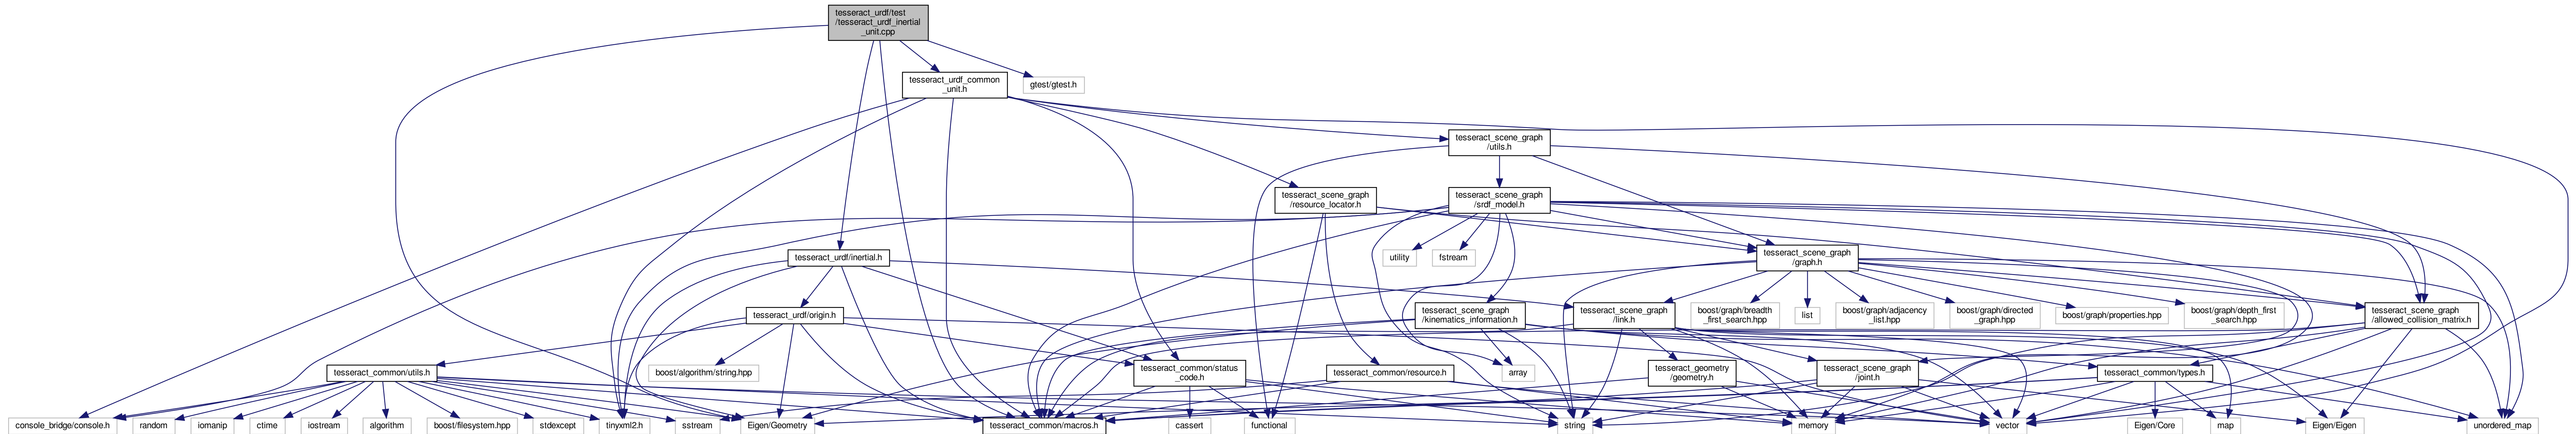 tesseract_urdf/test
/tesseract_urdf_inertial
_unit.cpp
tesseract_urdf_common
_unit.h
gtest/gtest.h
tesseract_scene_graph
/utils.h
tesseract_scene_graph
/resource_locator.h
tesseract_scene_graph
/srdf_model.h
tesseract_urdf/inertial.h
utility
fstream
tesseract_scene_graph
/graph.h
tesseract_urdf/origin.h
tesseract_scene_graph
/kinematics_information.h
tesseract_scene_graph
/link.h
boost/graph/breadth
_first_search.hpp
list
boost/graph/adjacency
_list.hpp
boost/graph/directed
_graph.hpp
boost/graph/properties.hpp
boost/graph/depth_first
_search.hpp
tesseract_scene_graph
/allowed_collision_matrix.h
tesseract_common/utils.h
boost/algorithm/string.hpp
tesseract_common/status
_code.h
tesseract_common/resource.h
array
tesseract_geometry
/geometry.h
tesseract_scene_graph
/joint.h
tesseract_common/types.h
console_bridge/console.h
random
iomanip
ctime
iostream
algorithm
boost/filesystem.hpp
stdexcept
tinyxml2.h
sstream
Eigen/Geometry
tesseract_common/macros.h
cassert
functional
string
memory
vector
Eigen/Core
map
Eigen/Eigen
unordered_map